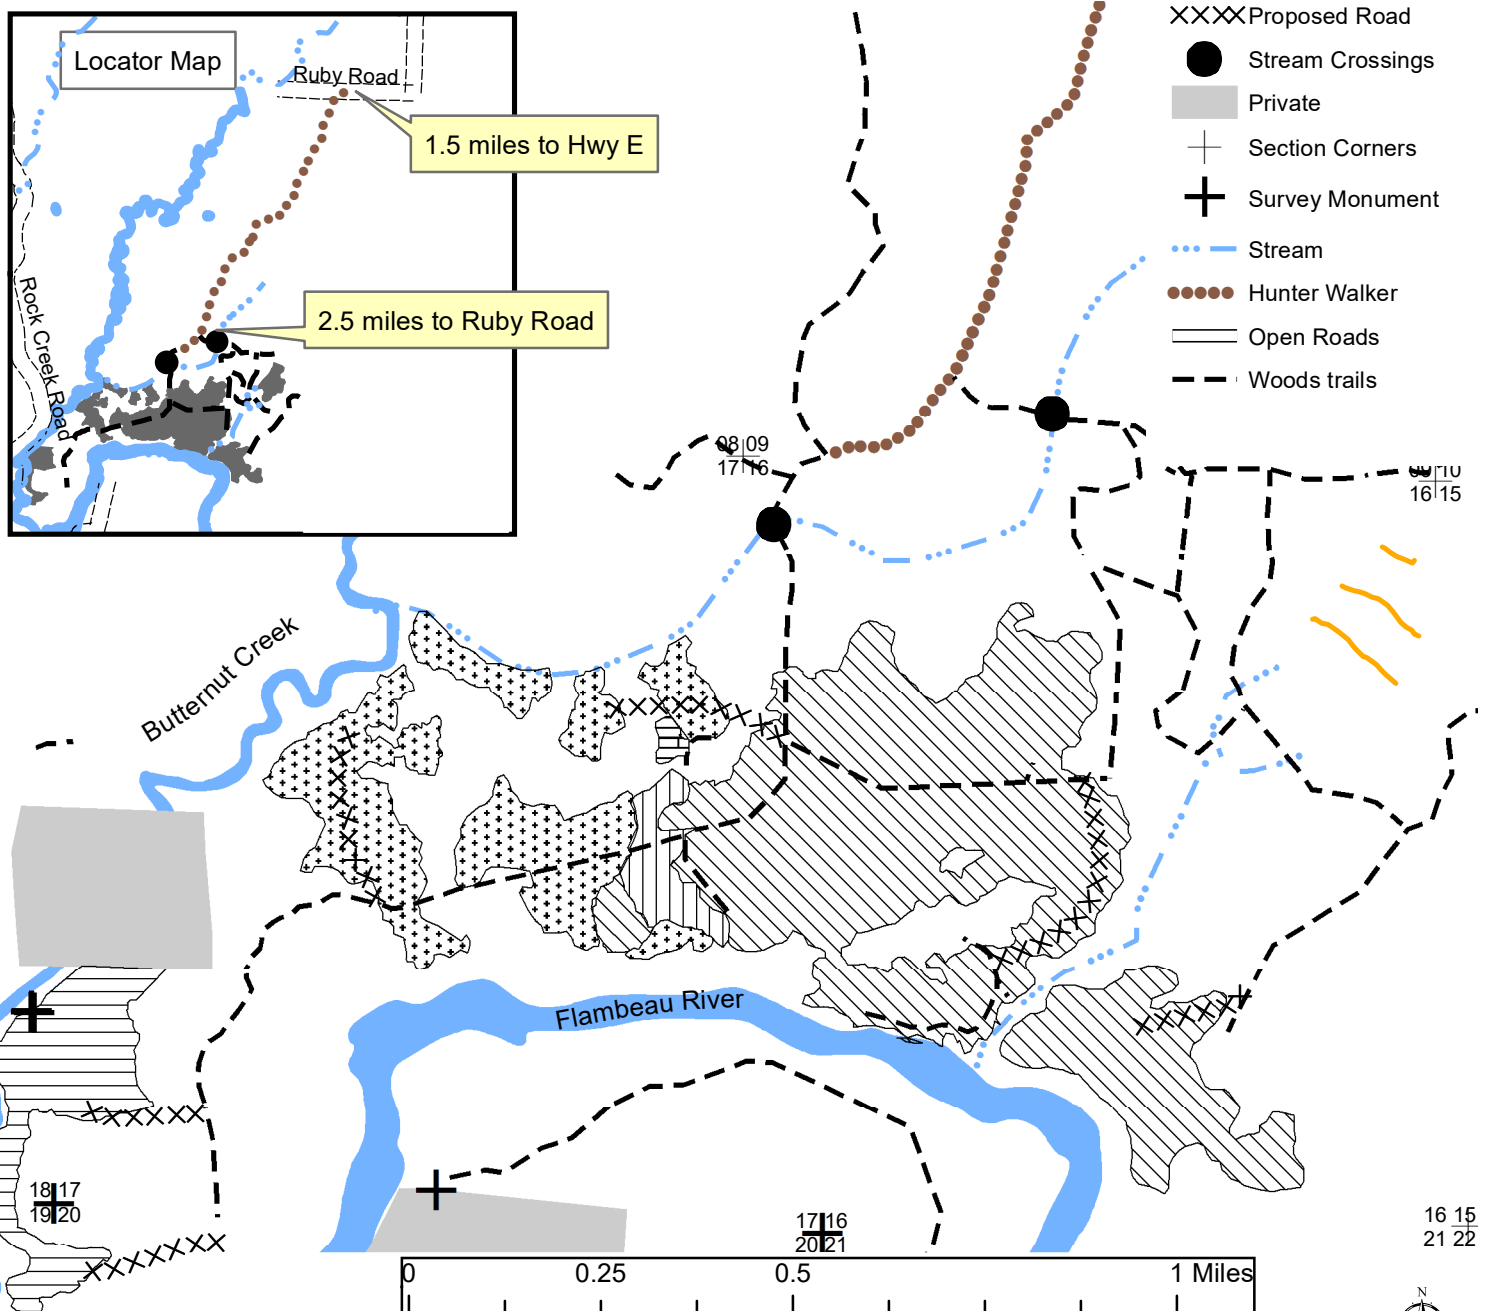 Locator Map
Ruby Road
1.5 miles to Hwy E
2.5 miles to Ruby Road
Rock Creek Road
Proposed Road
Stream Crossings
Private
Section Corners
Survey Monument
Stream
Hunter Walker
Open Roads
Woods trails
08 09
17 16
10
16 15
Butternut Creek
Flambeau River
18 17
19 20
17 16
20 21
16 15
21 22
0 0.25 0.5 1 Miles
N